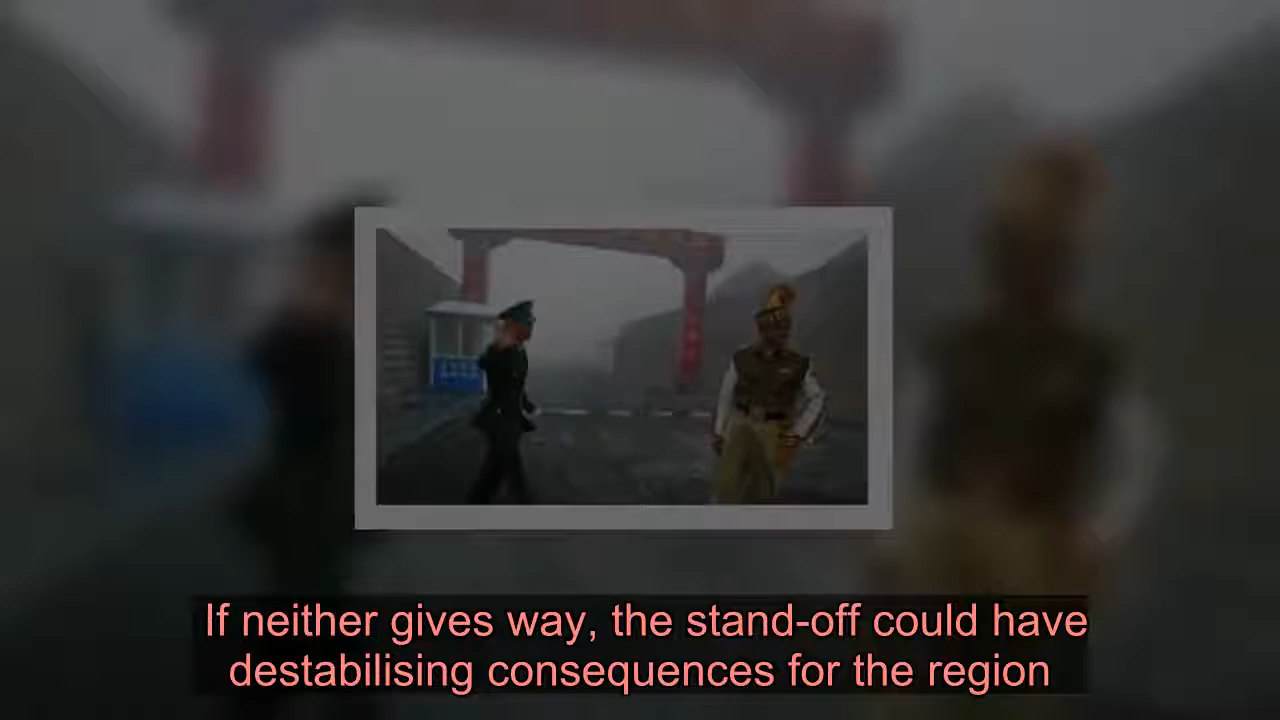 If neither gives way, the stand-off could have
destabilising consequences for the region